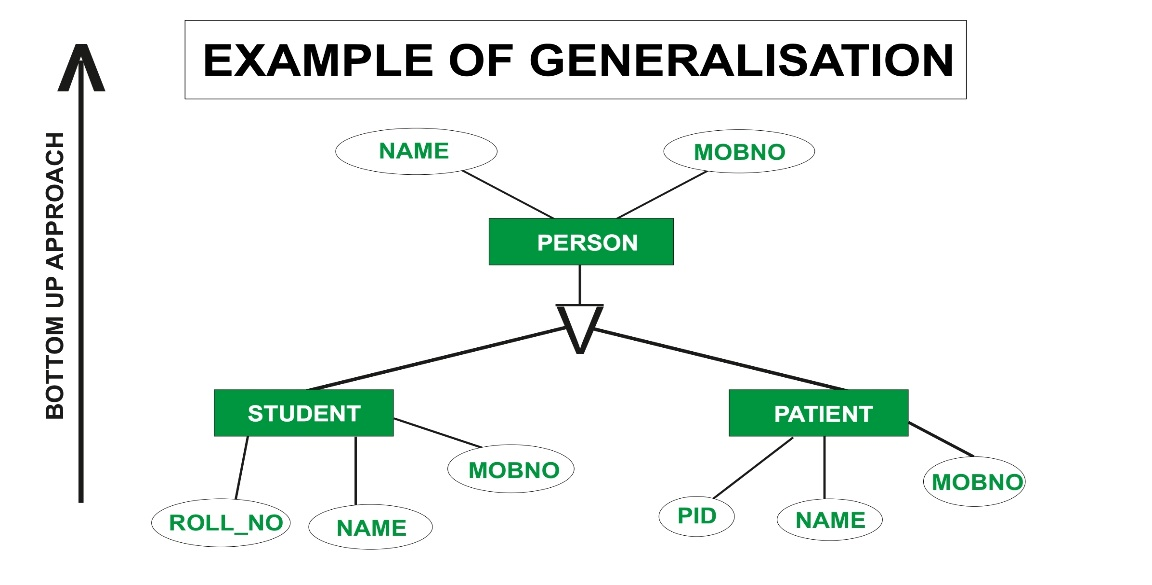 EXAMPLE OF GENERALISATION
BOTTOM UP APPROACH
NAME
MOBNO
PERSON
STUDENT
PATIENT
MOBNO
MOBNO
ROLL_NO
NAME
PID
NAME